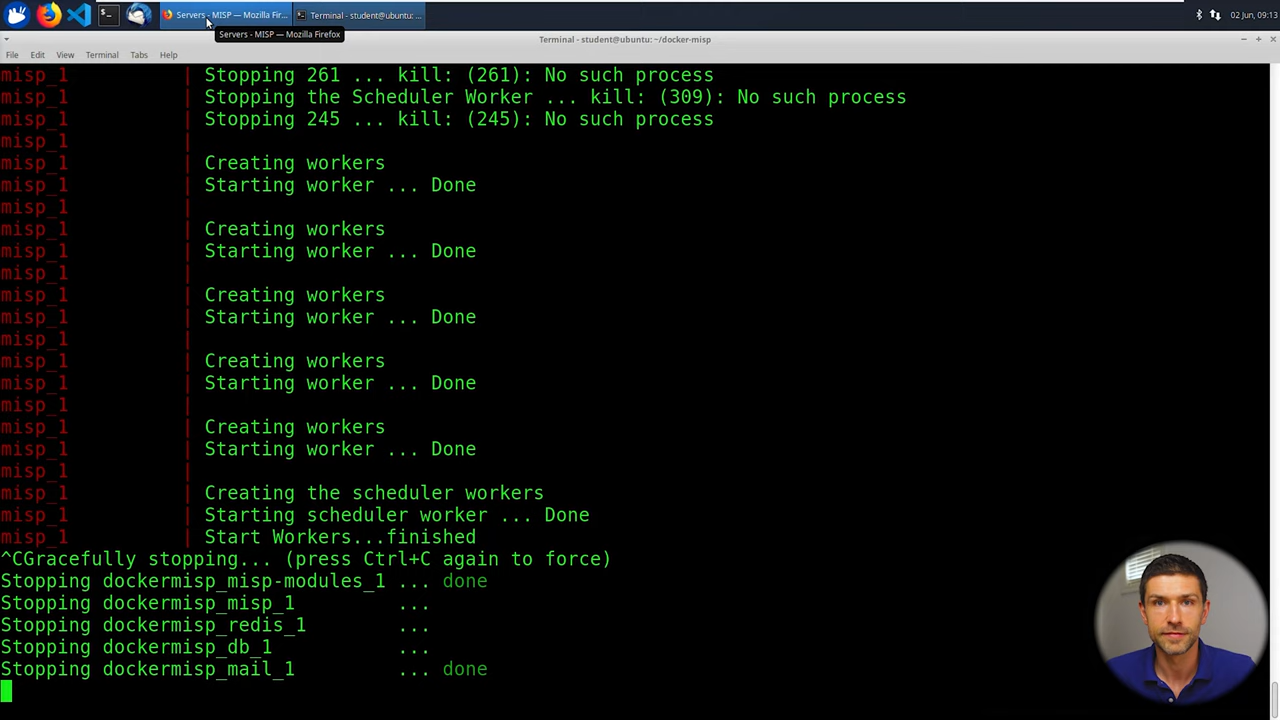 Servers - MISP — Mozilla Fir...
Terminal - student@ubuntu: ...
02 Jun, 09:13
Servers - MISP — Mozilla Firefox
Terminal - student@ubuntu: ~/docker-misp
File Edit View Terminal Tabs Help
misp_1 | Stopping 261 ... kill: (261): No such process
misp_1 | Stopping the Scheduler Worker ... kill: (309): No such process
misp_1 | Stopping 245 ... kill: (245): No such process
misp_1 |
misp_1 | Creating workers
misp_1 | Starting worker ... Done
misp_1 |
misp_1 | Creating workers
misp_1 | Starting worker ... Done
misp_1 |
misp_1 | Creating workers
misp_1 | Starting worker ... Done
misp_1 |
misp_1 | Creating workers
misp_1 | Starting worker ... Done
misp_1 |
misp_1 | Creating workers
misp_1 | Starting worker ... Done
misp_1 |
misp_1 | Creating the scheduler workers
misp_1 | Starting scheduler worker ... Done
misp_1 | Start Workers...finished
^CGracefully stopping... (press Ctrl+C again to force)
Stopping dockermisp_misp-modules_1 ... done
Stopping dockermisp_misp_1 ...
Stopping dockermisp_redis_1 ...
Stopping dockermisp_db_1 ...
Stopping dockermisp_mail_1 ... done